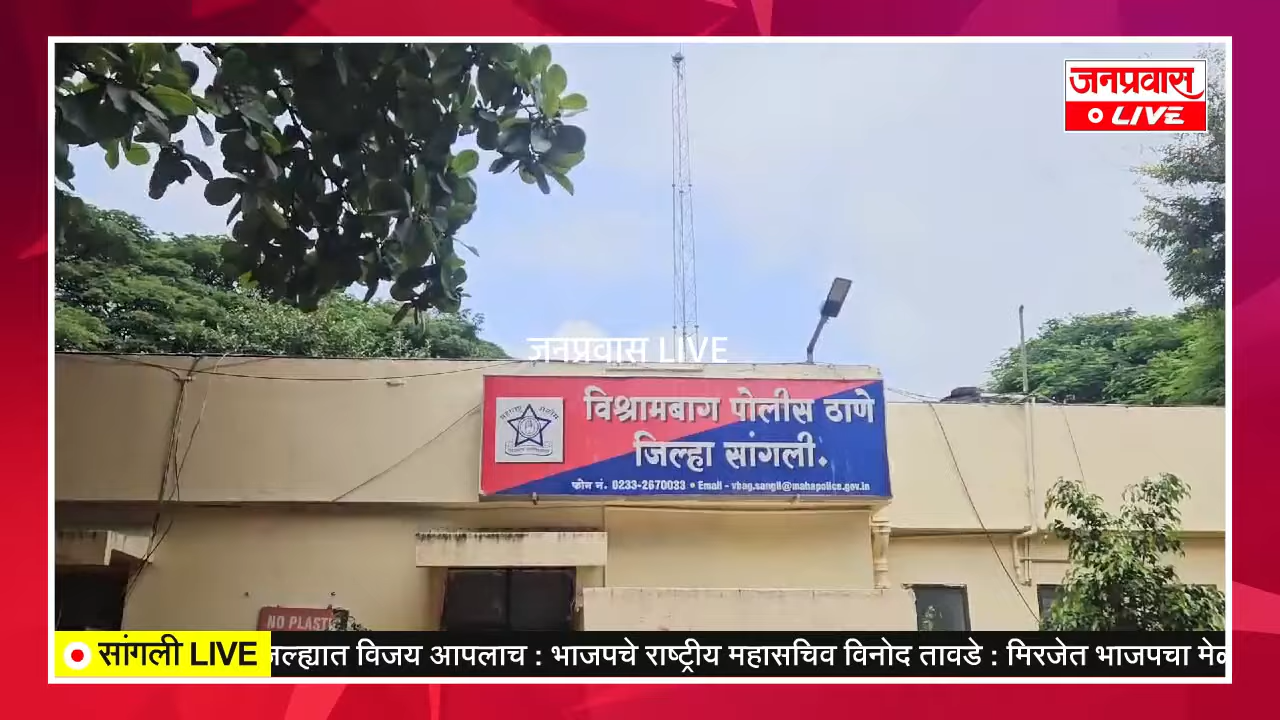 जनप्रवास
LIVE
जनप्रवास LIVE
विश्रामबाग पोलीस ठाणे
जिल्हा सांगली.
फोन नं. 0233-2670033 • Email - vbag.sangli@mahapolice.gov.in
NO PLASTI
सांगली LIVE
जिल्ह्यात विजय आपलाच : भाजपचे राष्ट्रीय महासचिव विनोद तावडे : मिरजेत भाजपचा